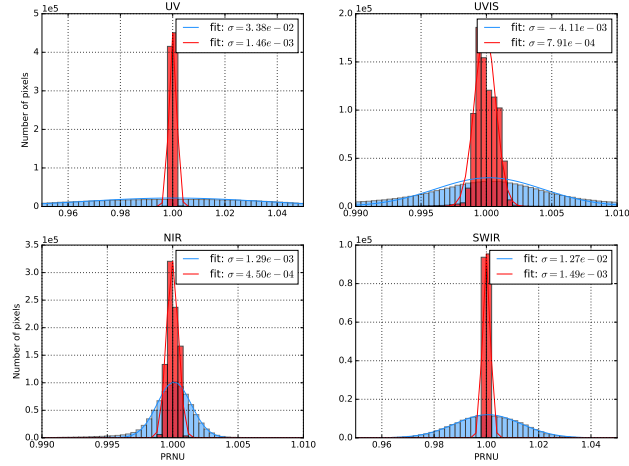 UV
1e5
fit: σ = 3.38e − 02
fit: σ = 1.46e − 03
5
4
3
2
1
0
Number of pixels
0.96 0.98 1.00 1.02 1.04
UVIS
1e5
fit: σ = −4.11e − 03
fit: σ = 7.91e − 04
2.0
1.5
1.0
0.5
0.0
0.990 0.995 1.000 1.005 1.010
NIR
1e5
fit: σ = 1.29e − 03
fit: σ = 4.50e − 04
3.5
3.0
2.5
2.0
1.5
1.0
0.5
0.0
Number of pixels
0.990 0.995 1.000 1.005 1.010
PRNU
SWIR
1e5
fit: σ = 1.27e − 02
fit: σ = 1.49e − 03
1.0
0.8
0.6
0.4
0.2
0.0
0.96 0.98 1.00 1.02 1.04
PRNU